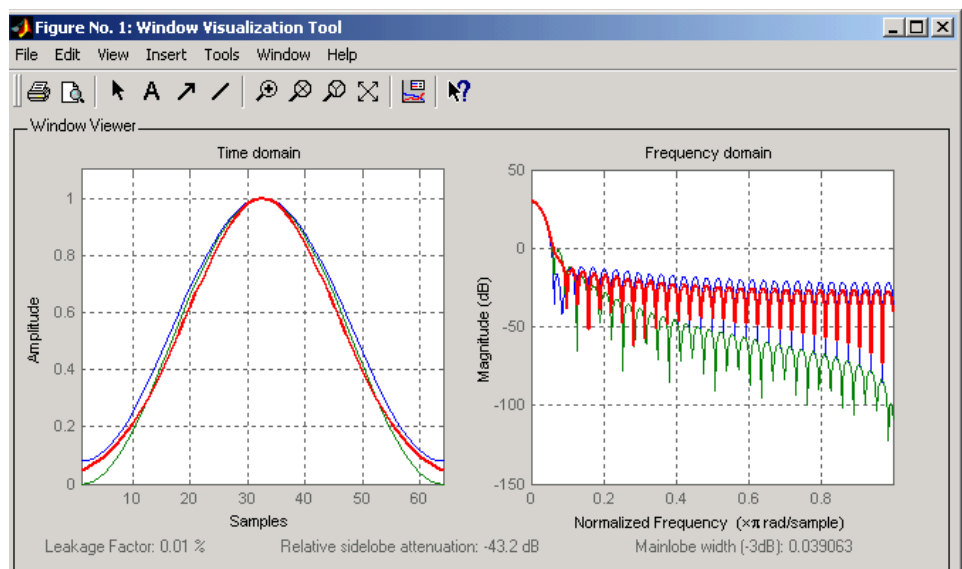 Figure No. 1: Window Visualization Tool
File Edit View Insert Tools Window Help
A
?
Window Viewer
Time domain
Frequency domain
1
0.8
0.6
0.4
0.2
0
Amplitude
10 20 30 40 50 60
Samples
50
0
-50
-100
-150
Magnitude (dB)
0 0.2 0.4 0.6 0.8
Normalized Frequency (×π rad/sample)
Leakage Factor: 0.01 %
Relative sidelobe attenuation: -43.2 dB
Mainlobe width (-3dB): 0.039063